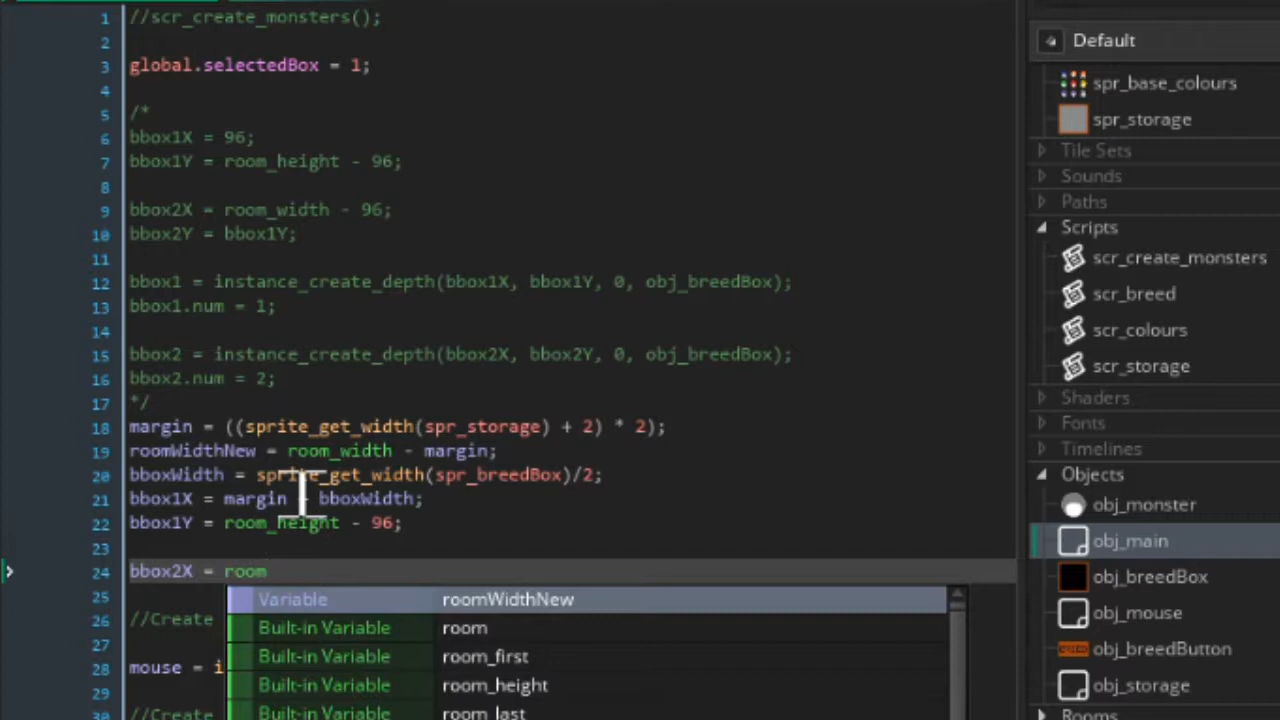 1 //scr_create_monsters();
2
3 global.selectedBox = 1;
4
5 /*
6 bbox1X = 96;
7 bbox1Y = room_height - 96;
8
9 bbox2X = room_width - 96;
10 bbox2Y = bbox1Y;
11
12 bbox1 = instance_create_depth(bbox1X, bbox1Y, 0, obj_breedBox);
13 bbox1.num = 1;
14
15 bbox2 = instance_create_depth(bbox2X, bbox2Y, 0, obj_breedBox);
16 bbox2.num = 2;
17 */
18 margin = ((sprite_get_width(spr_storage) + 2) * 2);
19 roomWidthNew = room_width - margin;
20 bboxWidth = sprite_get_width(spr_breedBox)/2;
21 bbox1X = margin bboxWidth;
22 bbox1Y = room_height - 96;
23
24 bbox2X = room
25
26 //Create
27
28 mouse = i
29
30 //Create
Variable roomWidthNew
Built-in Variable room
Built-in Variable room_first
Built-in Variable room_height
Built-in Variable room_last
Default
spr_base_colours
spr_storage
Tile Sets
Sounds
Paths
Scripts
scr_create_monsters
scr_breed
scr_colours
scr_storage
Shaders
Fonts
Timelines
Objects
obj_monster
obj_main
obj_breedBox
obj_mouse
obj_breedButton
obj_storage
Rooms